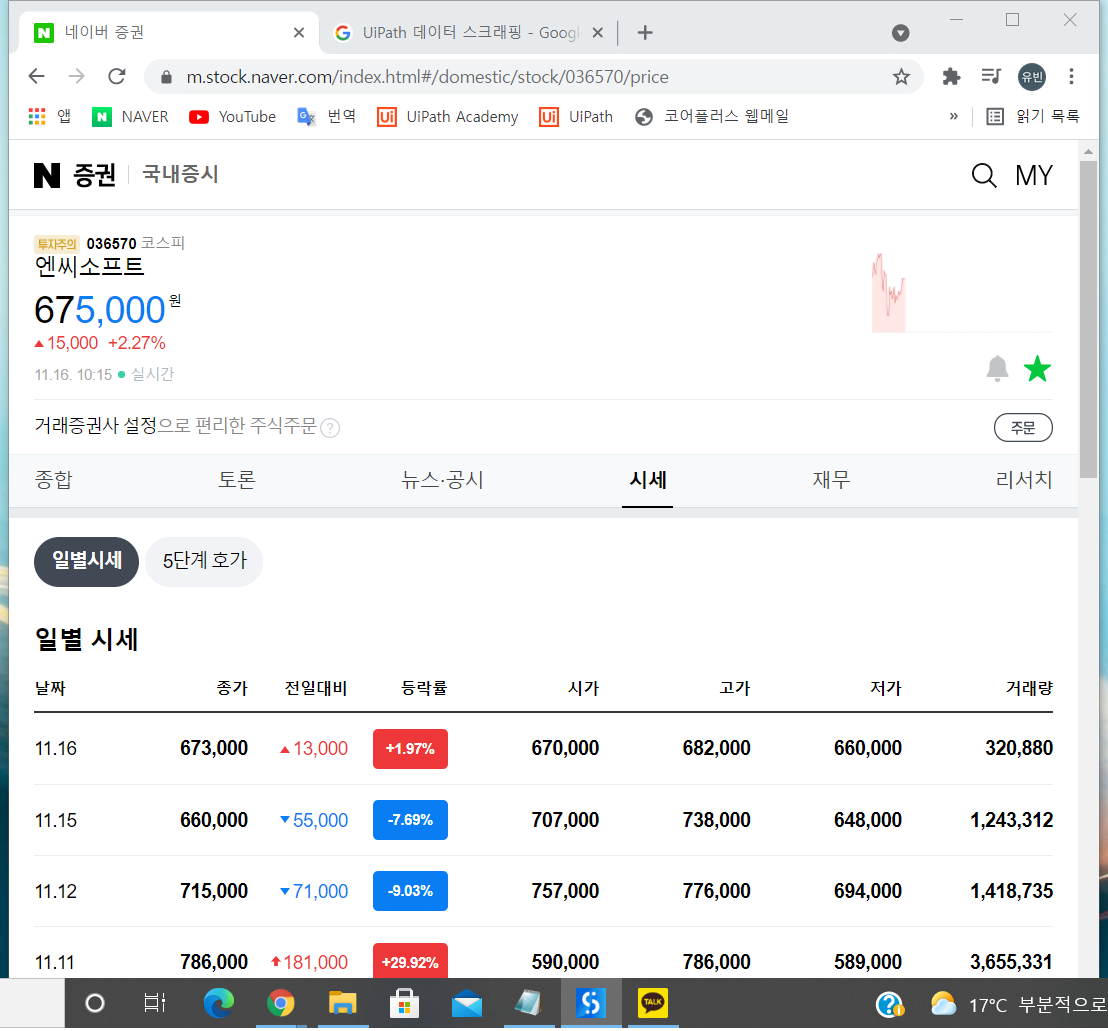 네이버 증권
UiPath 데이터 스크래핑 - Googl
m.stock.naver.com/index.html#/domestic/stock/036570/price
유빈
앱 NAVER YouTube 번역 UiPath Academy UiPath 코어플러스 웹메일 » 읽기 목록
N 증권 국내증시 MY
투자주의 036570 코스피
엔씨소프트
675,000원
▲15,000 +2.27%
11.16. 10:15 실시간
거래증권사 설정으로 편리한 주식주문 ? 주문
종합 토론 뉴스·공시 시세 재무 리서치
일별시세 5단계 호가
일별 시세
날짜 종가 전일대비 등락률 시가 고가 저가 거래량
11.16 673,000 ▲13,000 +1.97% 670,000 682,000 660,000 320,880
11.15 660,000 ▼55,000 -7.69% 707,000 738,000 648,000 1,243,312
11.12 715,000 ▼71,000 -9.03% 757,000 776,000 694,000 1,418,735
11.11 786,000 ⬆181,000 +29.92% 590,000 786,000 589,000 3,655,331
TALK
17°C 부분적으로